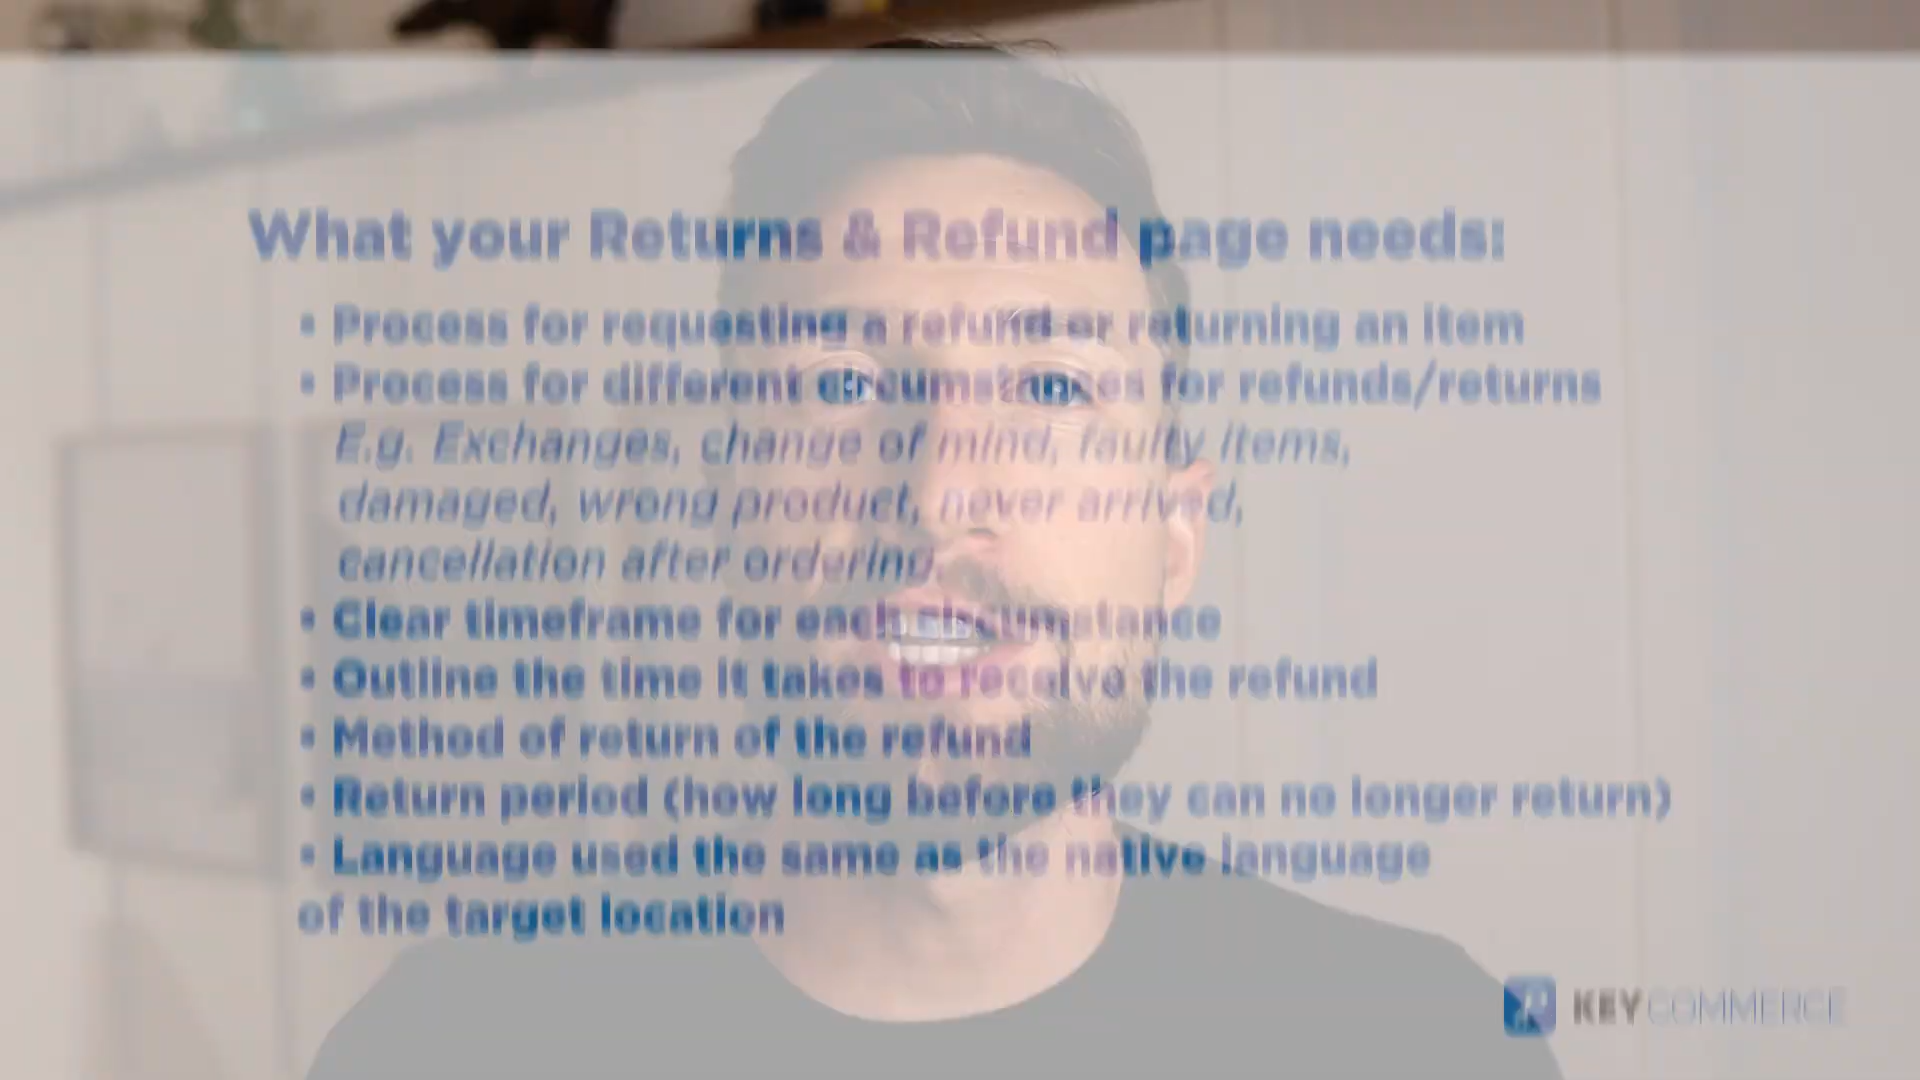 What your Returns & Refund page needs:
• Process for requesting a refund or returning an item
• Process for different circumstances for refunds/returns
E.g. Exchanges, change of mind, faulty items,
damaged, wrong product, never arrived,
cancellation after ordering.
• Clear timeframe for each circumstance
• Outline the time it takes to receive the refund
• Method of return of the refund
• Return period (how long before they can no longer return)
• Language used the same as the native language
of the target location
KEYCOMMERCE